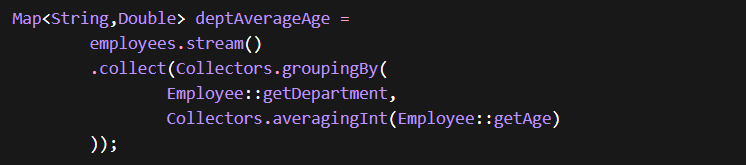 Map<String,Double> deptAverageAge =
        employees.stream()
        .collect(Collectors.groupingBy(
                Employee::getDepartment,
                Collectors.averagingInt(Employee::getAge)
        ));